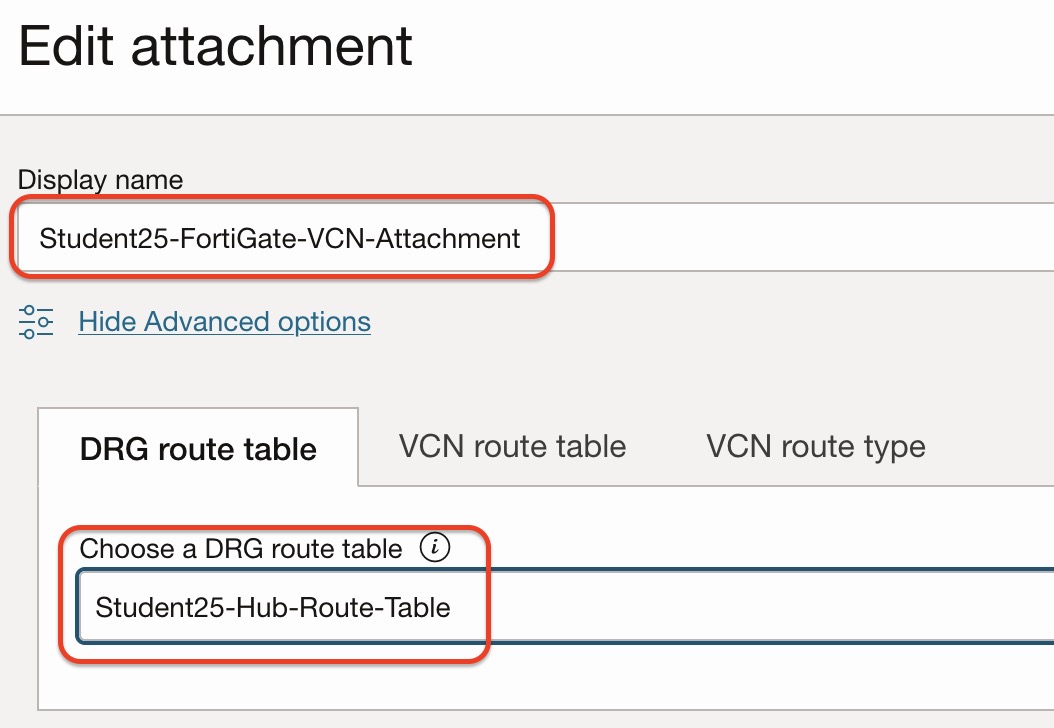 Edit attachment
Display name
Student25-FortiGate-VCN-Attachment
Hide Advanced options
DRG route table VCN route table VCN route type
Choose a DRG route table i
Student25-Hub-Route-Table